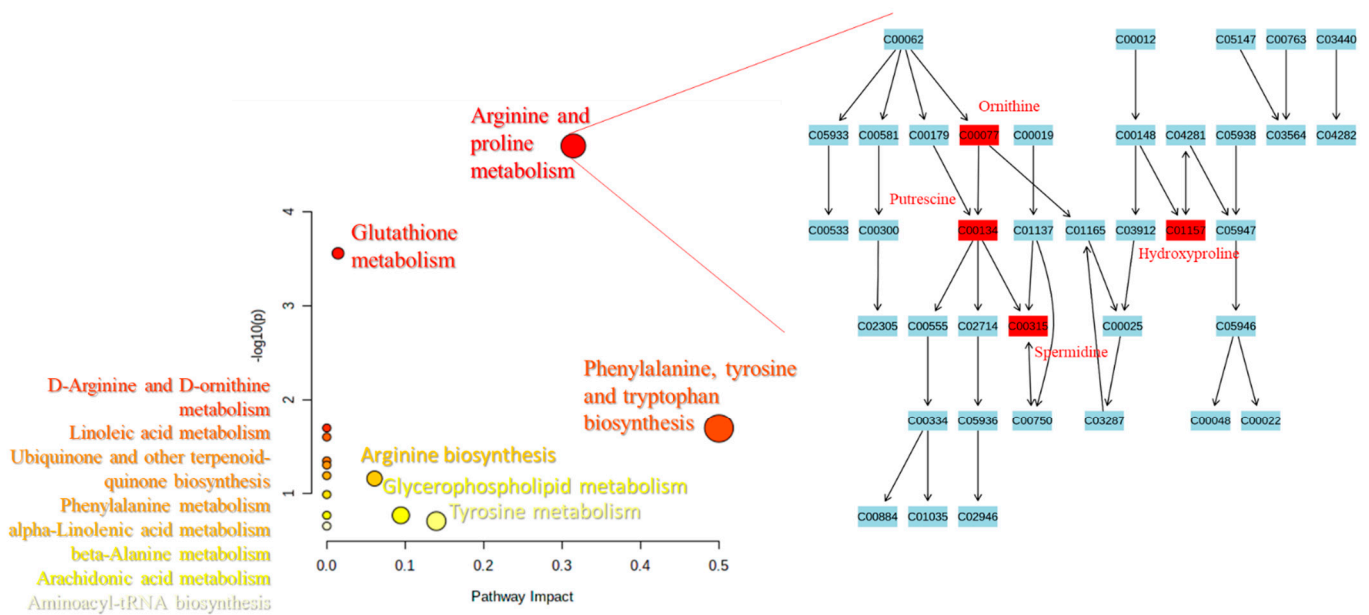 Arginine and
proline
metabolism
Glutathione
metabolism
Phenylalanine, tyrosine
and tryptophan
biosynthesis
Arginine biosynthesis
Glycerophospholipid metabolism
Tyrosine metabolism
D-Arginine and D-ornithine
metabolism
Linoleic acid metabolism
Ubiquinone and other terpenoid-
quinone biosynthesis
Phenylalanine metabolism
alpha-Linolenic acid metabolism
beta-Alanine metabolism
Arachidonic acid metabolism
Aminoacyl-tRNA biosynthesis
-log10(p)
4
3
2
1
0.0 0.1 0.2 0.3 0.4 0.5
Pathway Impact
C00062 C00012 C05147 C00763 C03440
Ornithine
C05933 C00581 C00179 C00077 C00019 C00148 C04281 C05938 C03564 C04282
Putrescine
C00533 C00300 C00134 C01137 C01165 C03912 C01157 C05947
Hydroxyproline
C02305 C00555 C02714 C00315 C00025 C05946
Spermidine
C00334 C05936 C00750 C03287 C00048 C00022
C00884 C01035 C02946